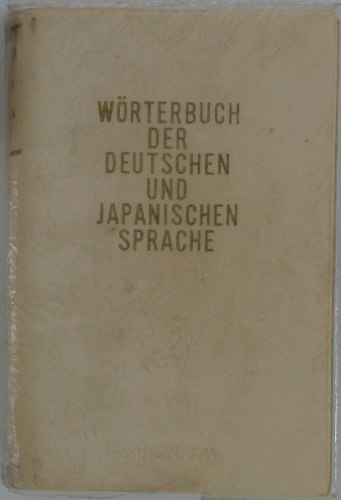 WÖRTERBUCH
DER
DEUTSCHEN
UND
JAPANISCHEN
SPRACHE